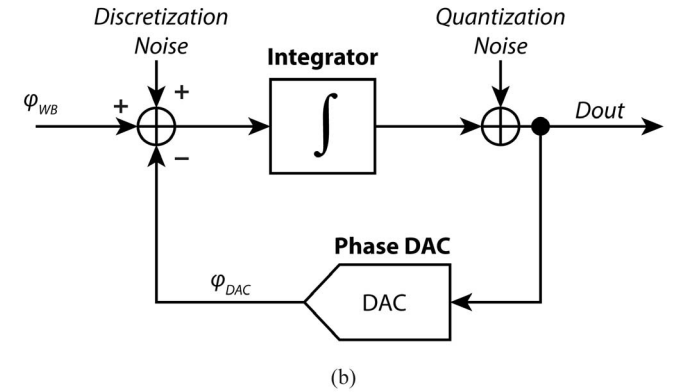 Discretization
Noise
Quantization
Noise
Integrator
φWB
+
+
∫
Dout
−
Phase DAC
φDAC
DAC
(b)